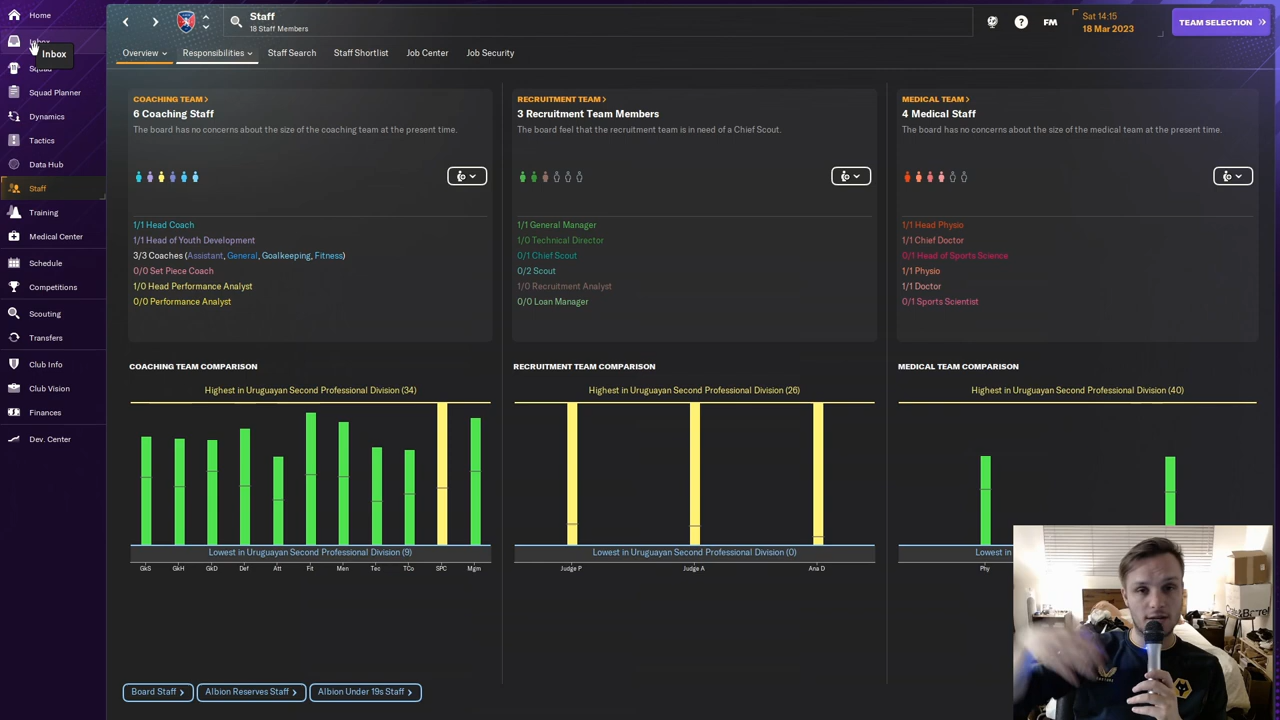 Home
Inbox
Inbox
Squad
Squad Planner
Dynamics
Tactics
Data Hub
Staff
Training
Medical Center
Schedule
Competitions
Scouting
Transfers
Club Info
Club Vision
Finances
Dev. Center
Staff
18 Staff Members
?
FM
Sat 14:15
18 Mar 2023
TEAM SELECTION
Overview
Responsibilities
Staff Search
Staff Shortlist
Job Center
Job Security
COACHING TEAM >
6 Coaching Staff
The board has no concerns about the size of the coaching team at the present time.
1/1 Head Coach
1/1 Head of Youth Development
3/3 Coaches (Assistant, General, Goalkeeping, Fitness)
0/0 Set Piece Coach
1/0 Head Performance Analyst
0/0 Performance Analyst
RECRUITMENT TEAM >
3 Recruitment Team Members
The board feel that the recruitment team is in need of a Chief Scout.
1/1 General Manager
1/0 Technical Director
0/1 Chief Scout
0/2 Scout
1/0 Recruitment Analyst
0/0 Loan Manager
MEDICAL TEAM >
4 Medical Staff
The board has no concerns about the size of the medical team at the present time.
1/1 Head Physio
1/1 Chief Doctor
0/1 Head of Sports Science
1/1 Physio
1/1 Doctor
0/1 Sports Scientist
COACHING TEAM COMPARISON
Highest in Uruguayan Second Professional Division (34)
Lowest in Uruguayan Second Professional Division (9)
GkS GkH GkD Def Att Fit Men Tec TCo SPC Mgm
RECRUITMENT TEAM COMPARISON
Highest in Uruguayan Second Professional Division (26)
Lowest in Uruguayan Second Professional Division (0)
Judge P Judge A Ana D
MEDICAL TEAM COMPARISON
Highest in Uruguayan Second Professional Division (40)
Lowest in
Phy
Board Staff >
Albion Reserves Staff >
Albion Under 19s Staff >